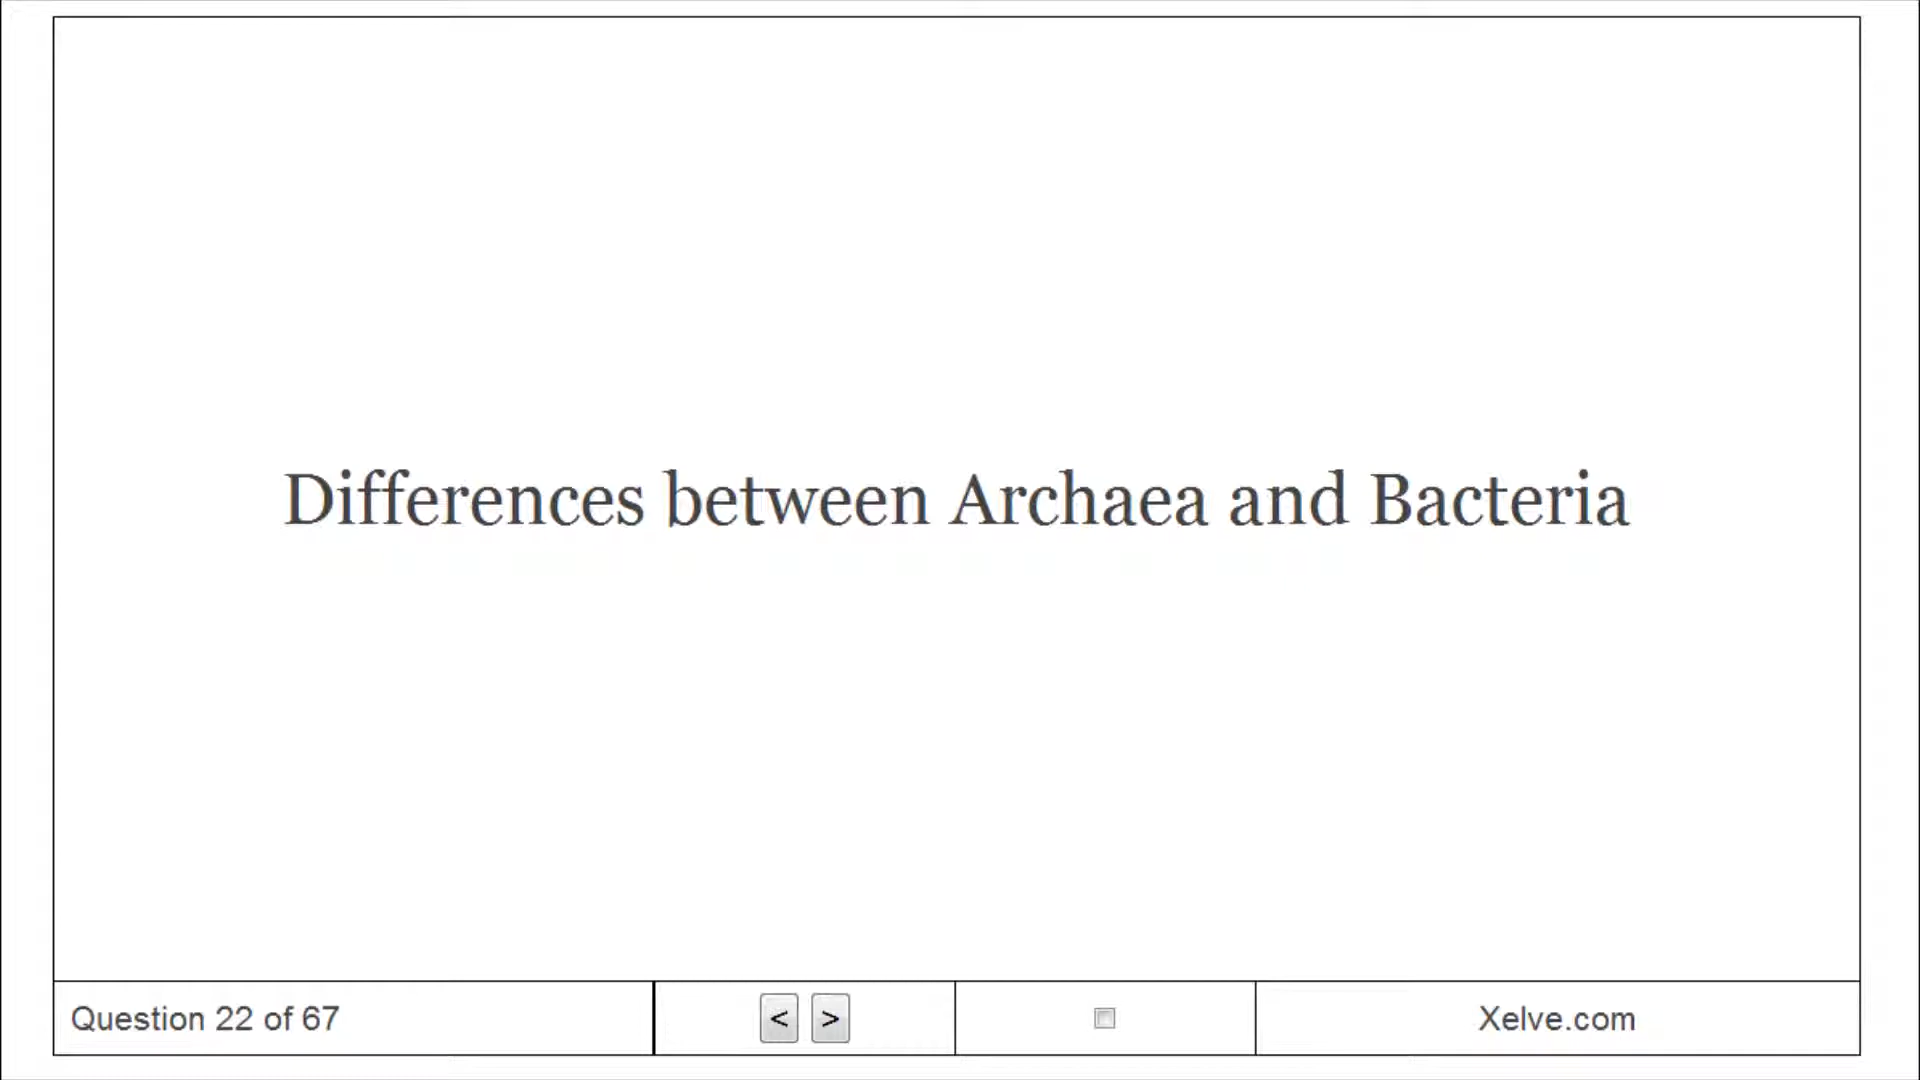 Differences between Archaea and Bacteria
Question 22 of 67
< >
Xelve.com